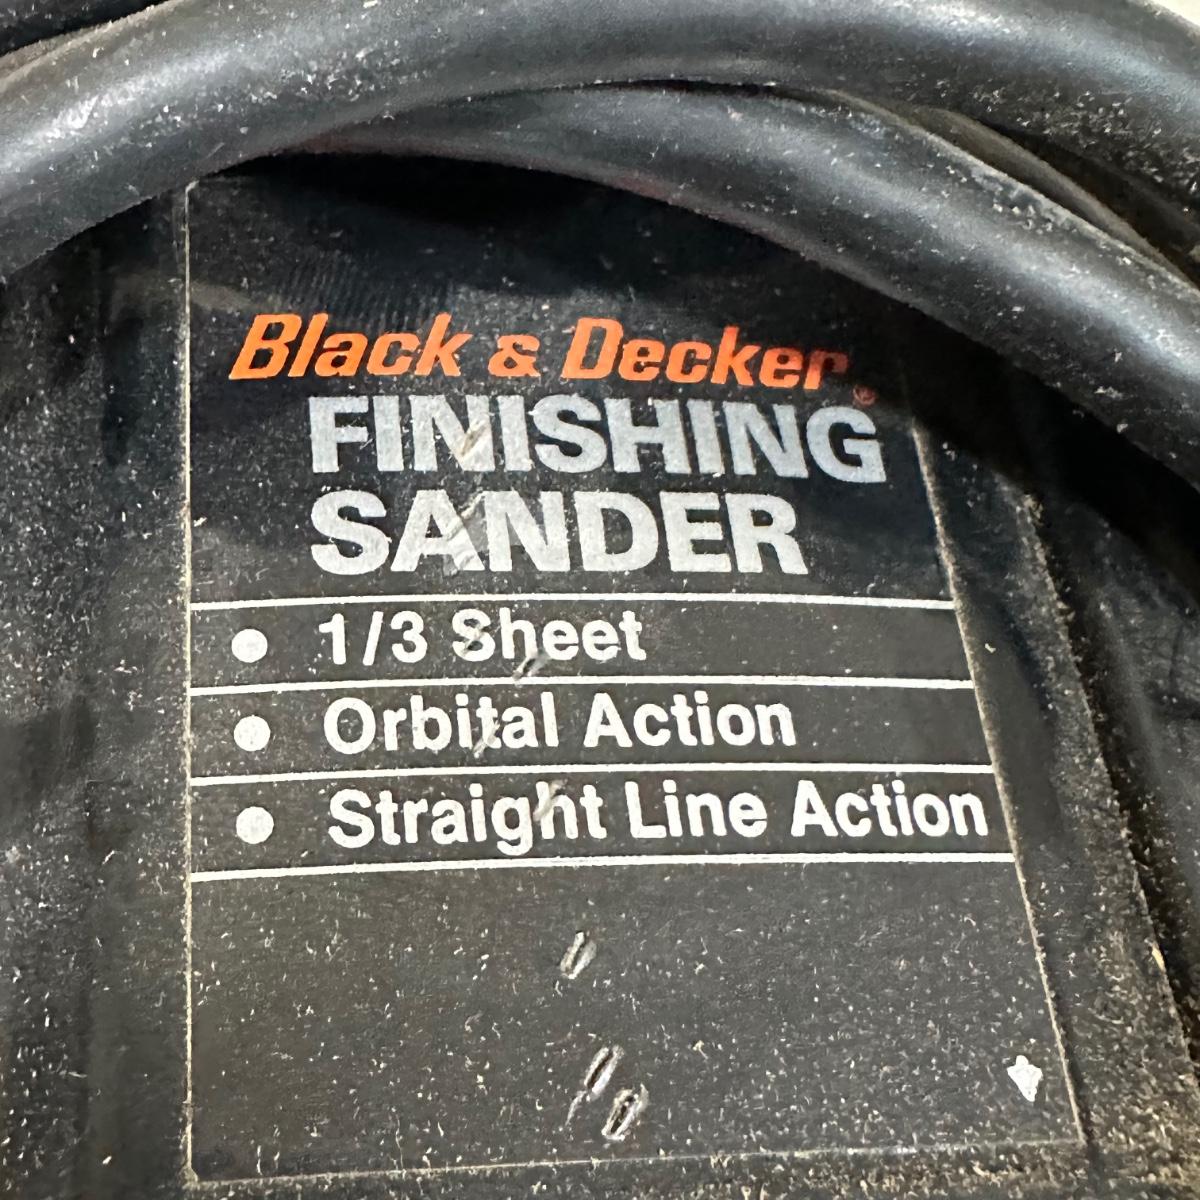 Black & Decker®
FINISHING
SANDER
• 1/3 Sheet
• Orbital Action
• Straight Line Action